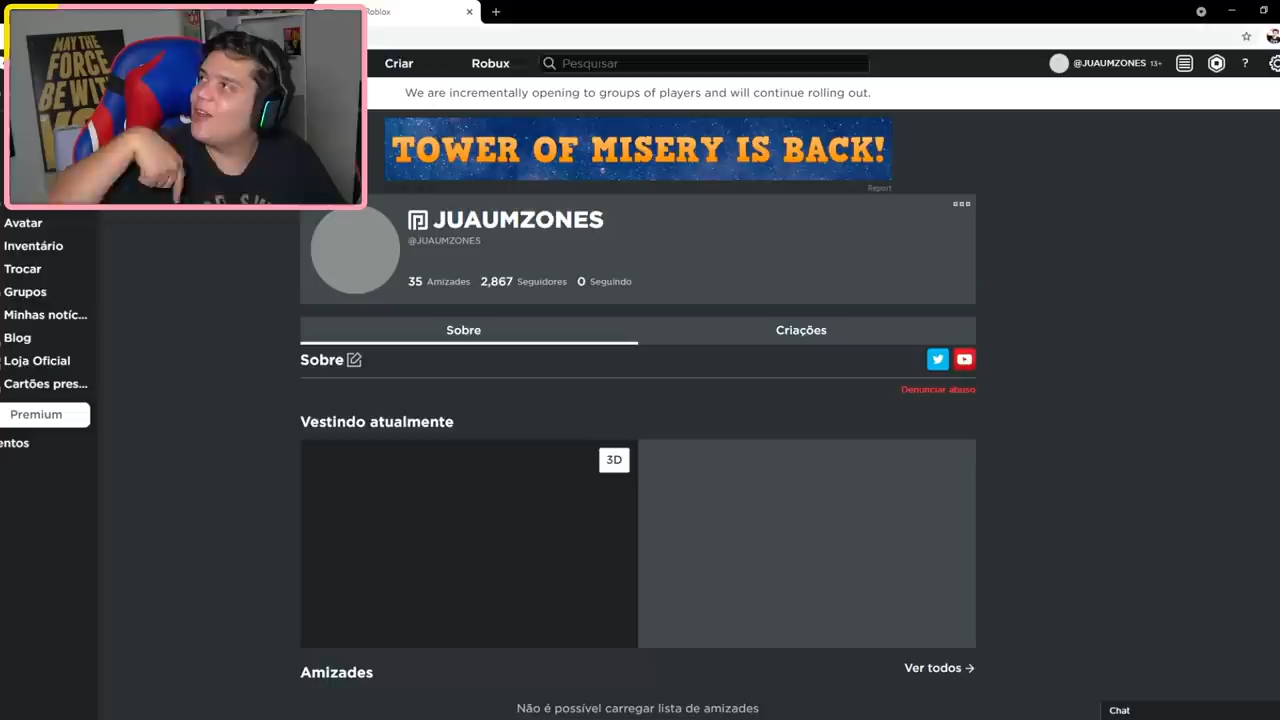 Roblox
MAY THE
FORCE
BE WITH
Criar
Robux
Pesquisar
@JUAUMZONES 13+
?
We are incrementally opening to groups of players and will continue rolling out.
TOWER OF MISERY IS BACK!
Report
JUAUMZONES
@JUAUMZONES
35 Amizades 2,867 Seguidores 0 Seguindo
Avatar
Inventário
Trocar
Grupos
Minhas notíc...
Blog
Loja Oficial
Cartões pres...
Premium
entos
Sobre
Criações
Sobre
Denunciar abuso
Vestindo atualmente
3D
Amizades
Ver todos
Não é possível carregar lista de amizades
Chat